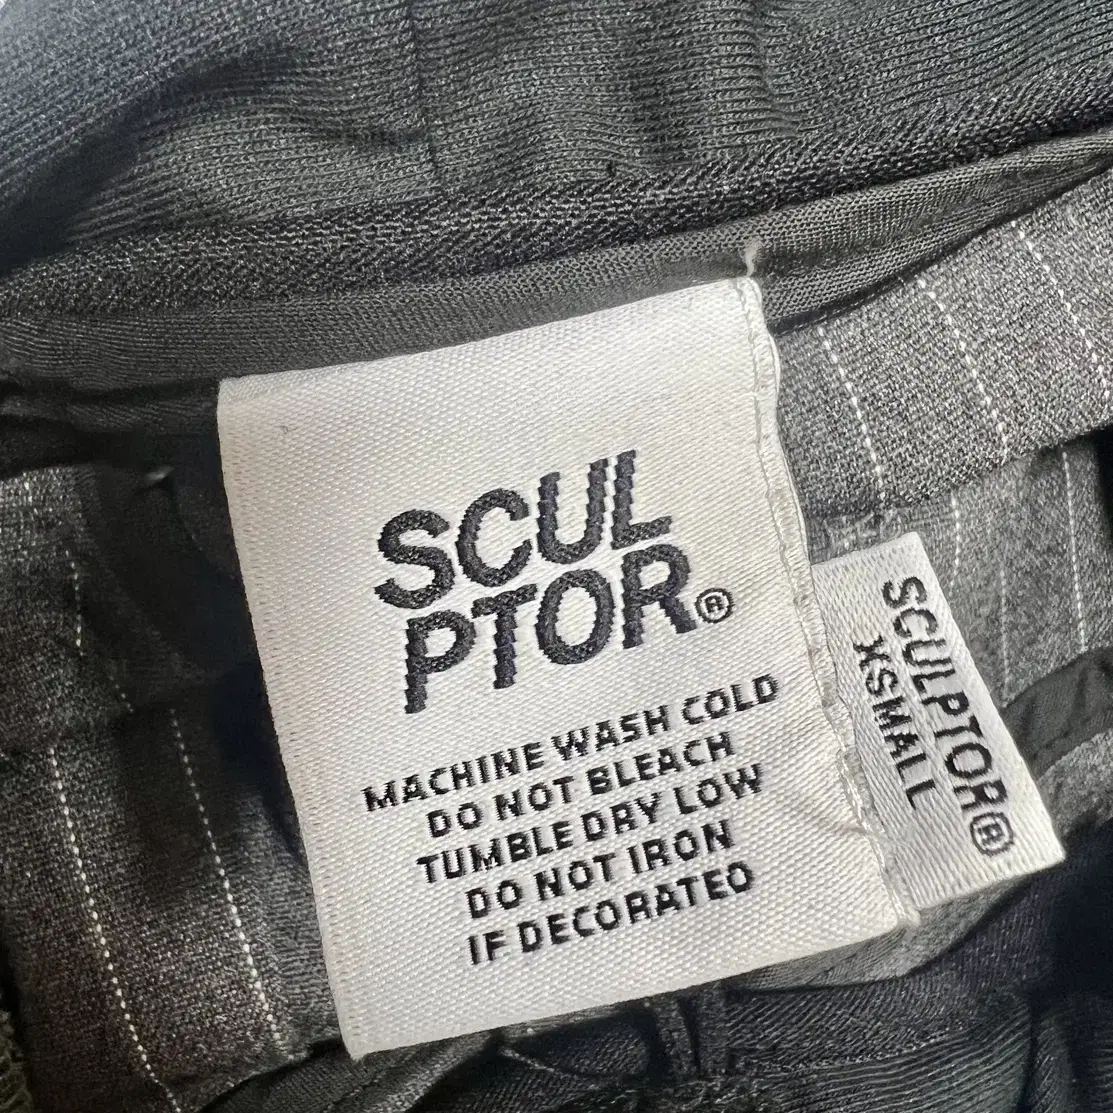 SCUL
PTOR®
MACHINE WASH COLD
DO NOT BLEACH
TUMBLE DRY LOW
DO NOT IRON
IF DECORATED
SCULPTOR®
XSMALL